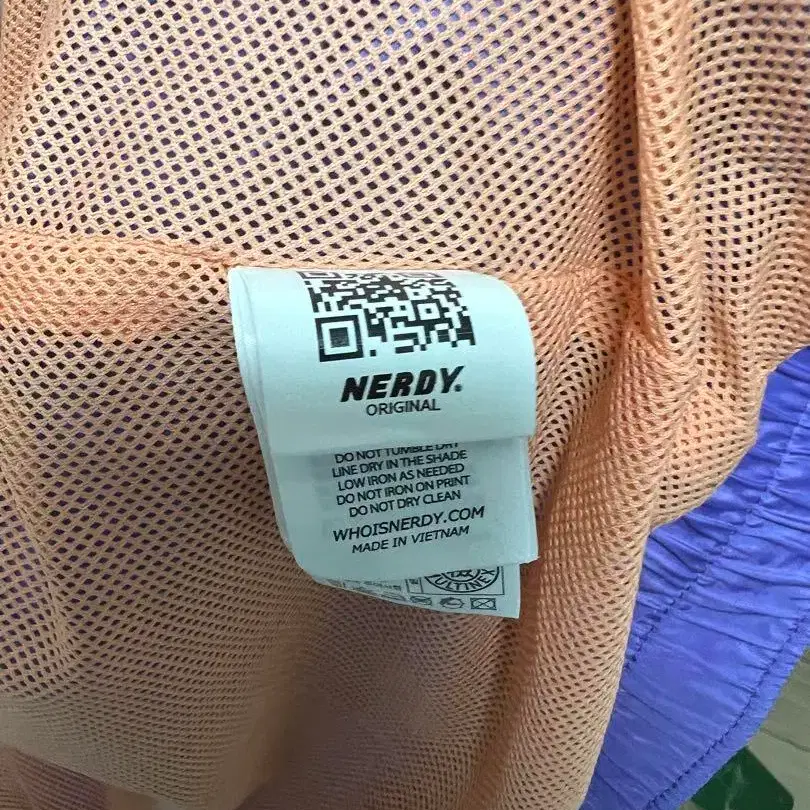 NERDY.
ORIGINAL
DO NOT TUMBLE DRY
LINE DRY IN THE SHADE
LOW IRON AS NEEDED
DO NOT IRON ON PRINT
DO NOT DRY CLEAN
WHOISNERDY.COM
MADE IN VIETNAM
ULTINEX